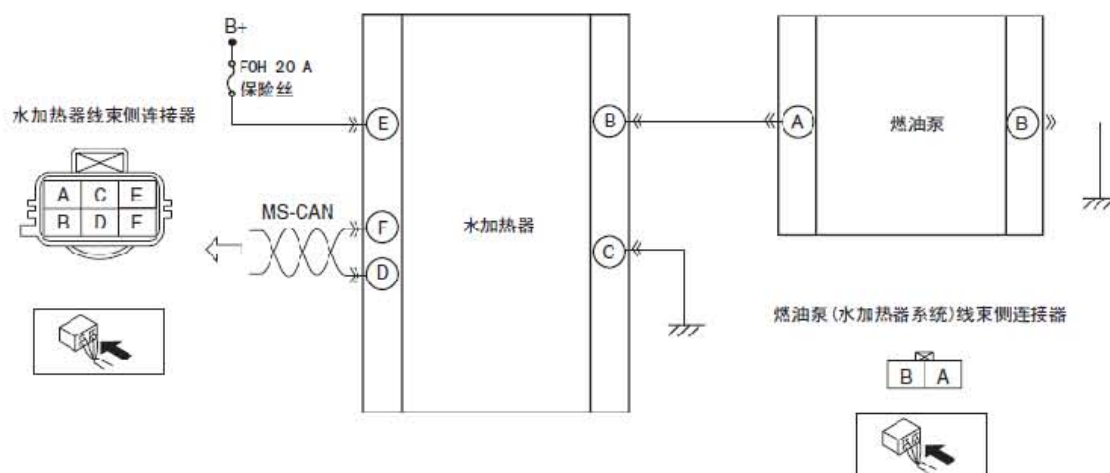 B+
FOH 20 A
保险丝
水加热器线束侧连接器
A C E
B D F
MS-CAN
E
F
D
水加热器
B
C
A
燃油泵
B
燃油泵(水加热器系统)线束侧连接器
B A